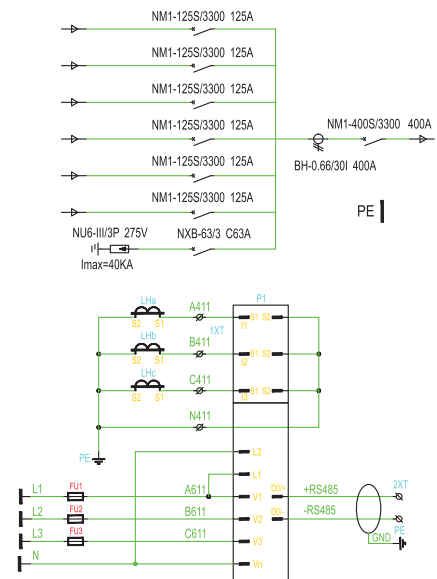 NM1-125S/3300 125A
NM1-125S/3300 125A
NM1-125S/3300 125A
NM1-125S/3300 125A
NM1-400S/3300 400A
NM1-125S/3300 125A
BH-0.66/30I 400A
NM1-125S/3300 125A
PE
NU6-III/3P 275V
NXB-63/3 C63A
Imax=40KA
LHa
A411
P1
S2 S1
1XT
I1
S1 S2
LHb
B411
S2 S1
I2
S1 S2
LHc
C411
S2 S1
I3
S1 S2
N411
PE
L2
L1
L1
FU1
A611
V1
DO/+
+RS485
2XT
L2
FU2
B611
V2
DO/-
-RS485
PE
L3
FU3
C611
V3
GND
N
Vn